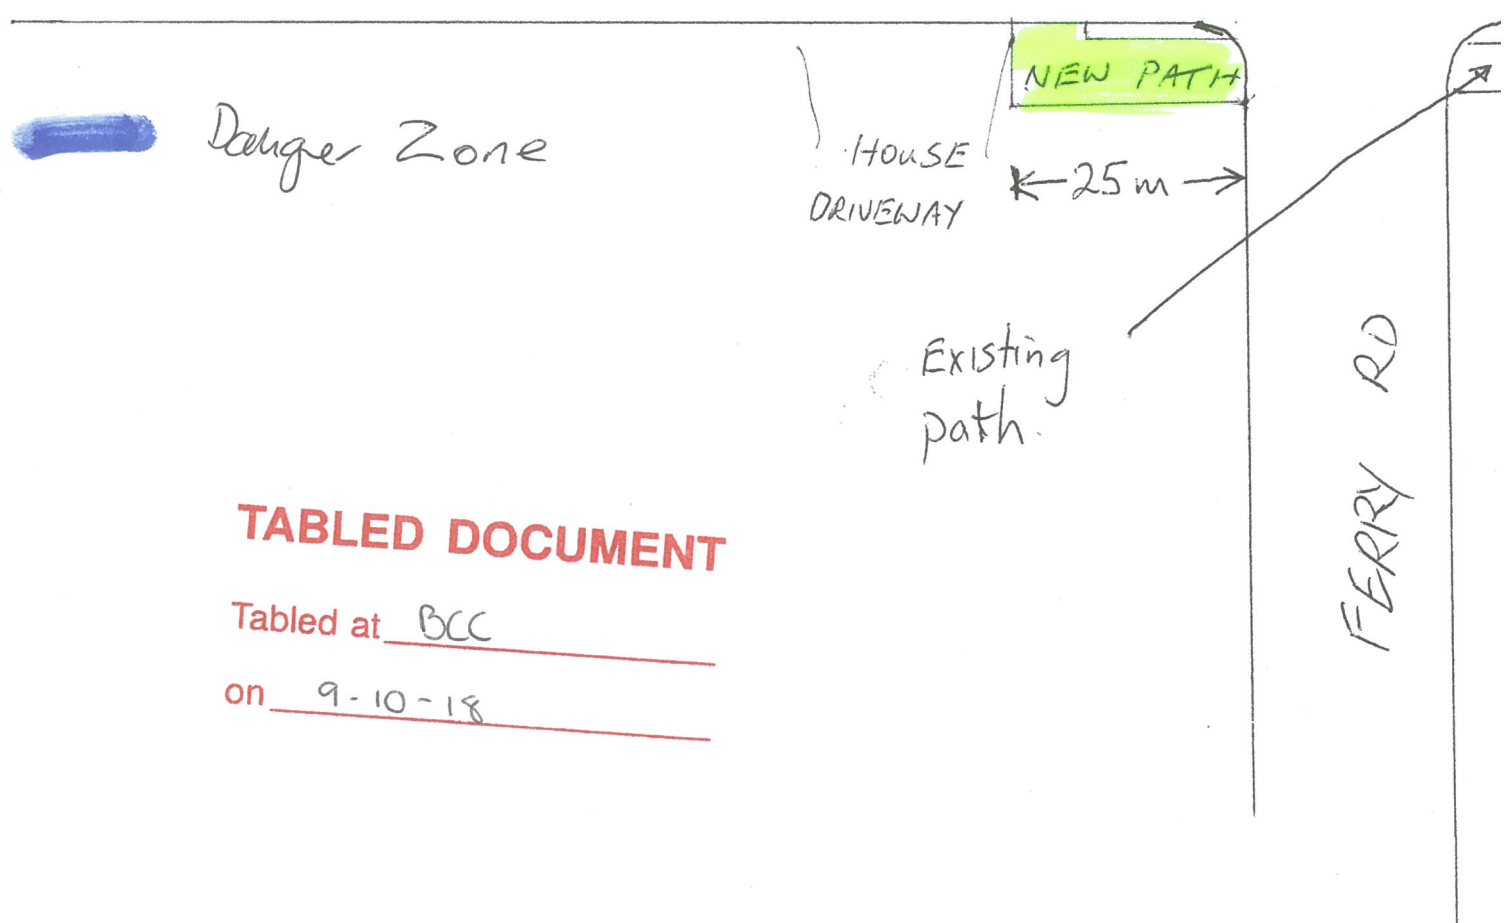 NEW PATH
Danger Zone
HOUSE
DRIVEWAY
25m
Existing
path.
FERRY RD
TABLED DOCUMENT
Tabled at BCC
on 9-10-18